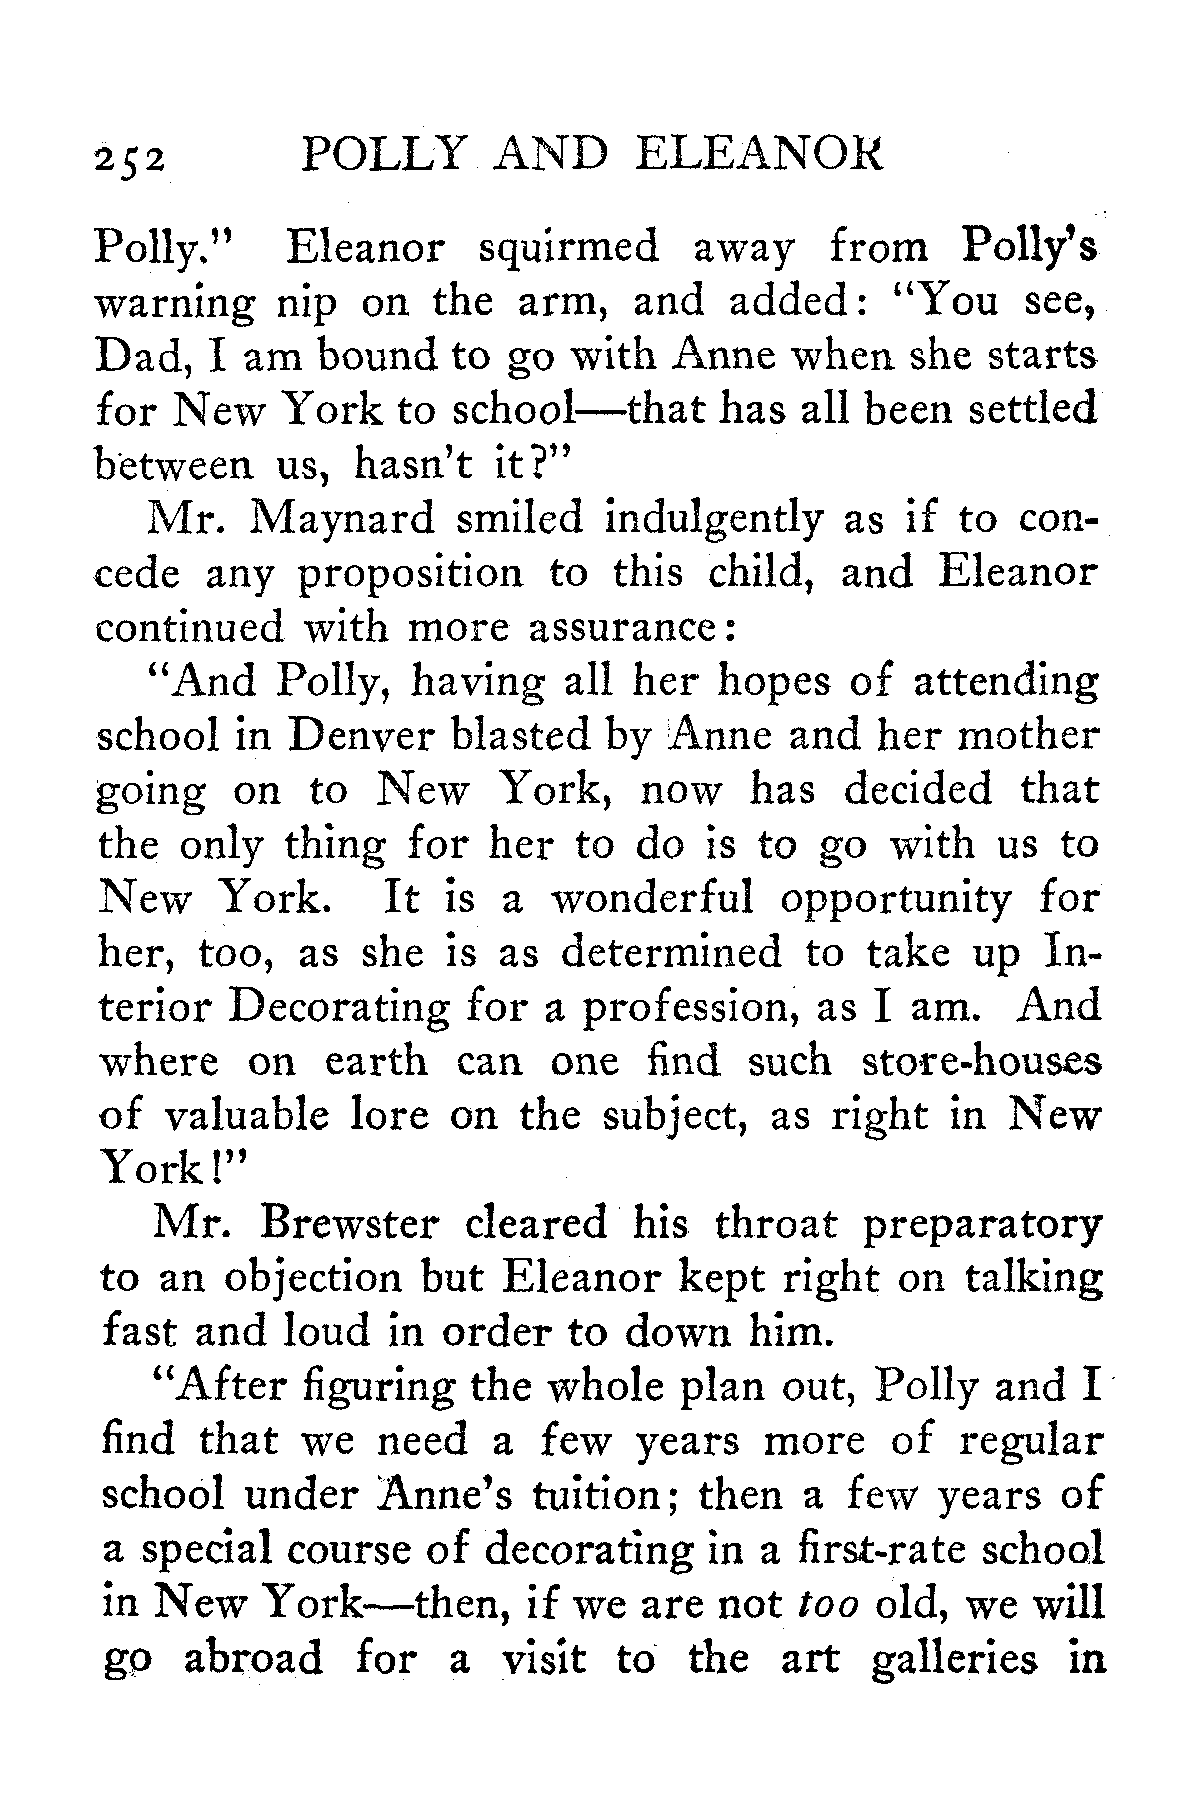 252 POLLY AND ELEANOR
Polly." Eleanor squirmed away from Polly's
warning nip on the arm, and added: "You see,
Dad, I am bound to go with Anne when she starts
for New York to school—that has all been settled
between us, hasn't it?"
Mr. Maynard smiled indulgently as if to con-
cede any proposition to this child, and Eleanor
continued with more assurance:
"And Polly, having all her hopes of attending
school in Denver blasted by Anne and her mother
going on to New York, now has decided that
the only thing for her to do is to go with us to
New York. It is a wonderful opportunity for
her, too, as she is as determined to take up In-
terior Decorating for a profession, as I am. And
where on earth can one find such store-houses
of valuable lore on the subject, as right in New
York!"
Mr. Brewster cleared his throat preparatory
to an objection but Eleanor kept right on talking
fast and loud in order to down him.
"After figuring the whole plan out, Polly and I
find that we need a few years more of regular
school under Anne's tuition; then a few years of
a special course of decorating in a first-rate school
in New York—then, if we are not too old, we will
go abroad for a visit to the art galleries in